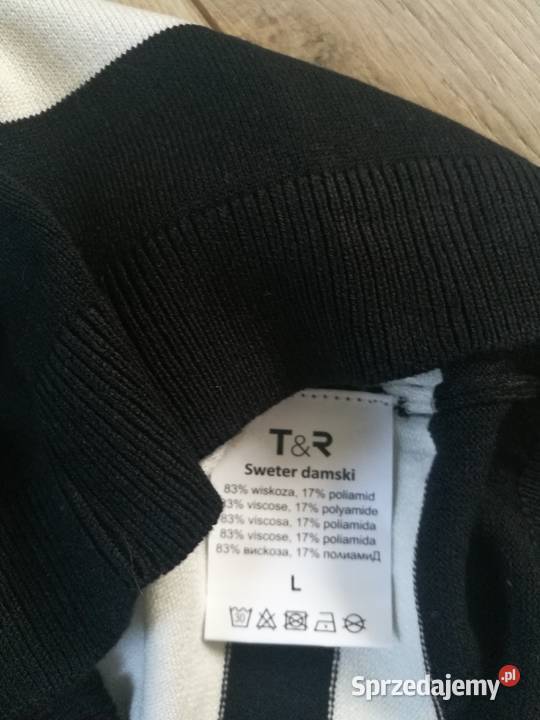 T&R
Sweter damski
83% wiskoza, 17% poliamid
83% viscose, 17% polyamide
83% viscosa, 17% poliamida
83% viscose, 17% poliamida
83% вискоза, 17% полиамиД
L
30
Sprzedajemy.pl